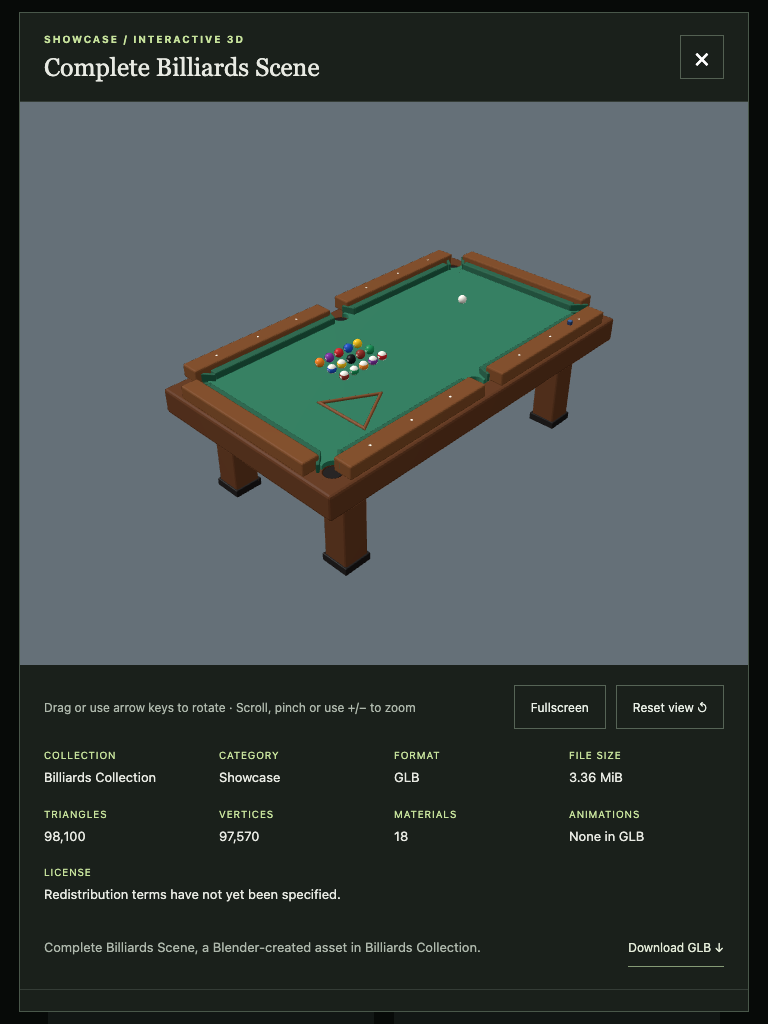 SHOWCASE / INTERACTIVE 3D
Complete Billiards Scene
×
Drag or use arrow keys to rotate · Scroll, pinch or use +/− to zoom
Fullscreen
Reset view ↺
COLLECTION
Billiards Collection
CATEGORY
Showcase
FORMAT
GLB
FILE SIZE
3.36 MiB
TRIANGLES
98,100
VERTICES
97,570
MATERIALS
18
ANIMATIONS
None in GLB
LICENSE
Redistribution terms have not yet been specified.
Complete Billiards Scene, a Blender-created asset in Billiards Collection.
Download GLB ↓